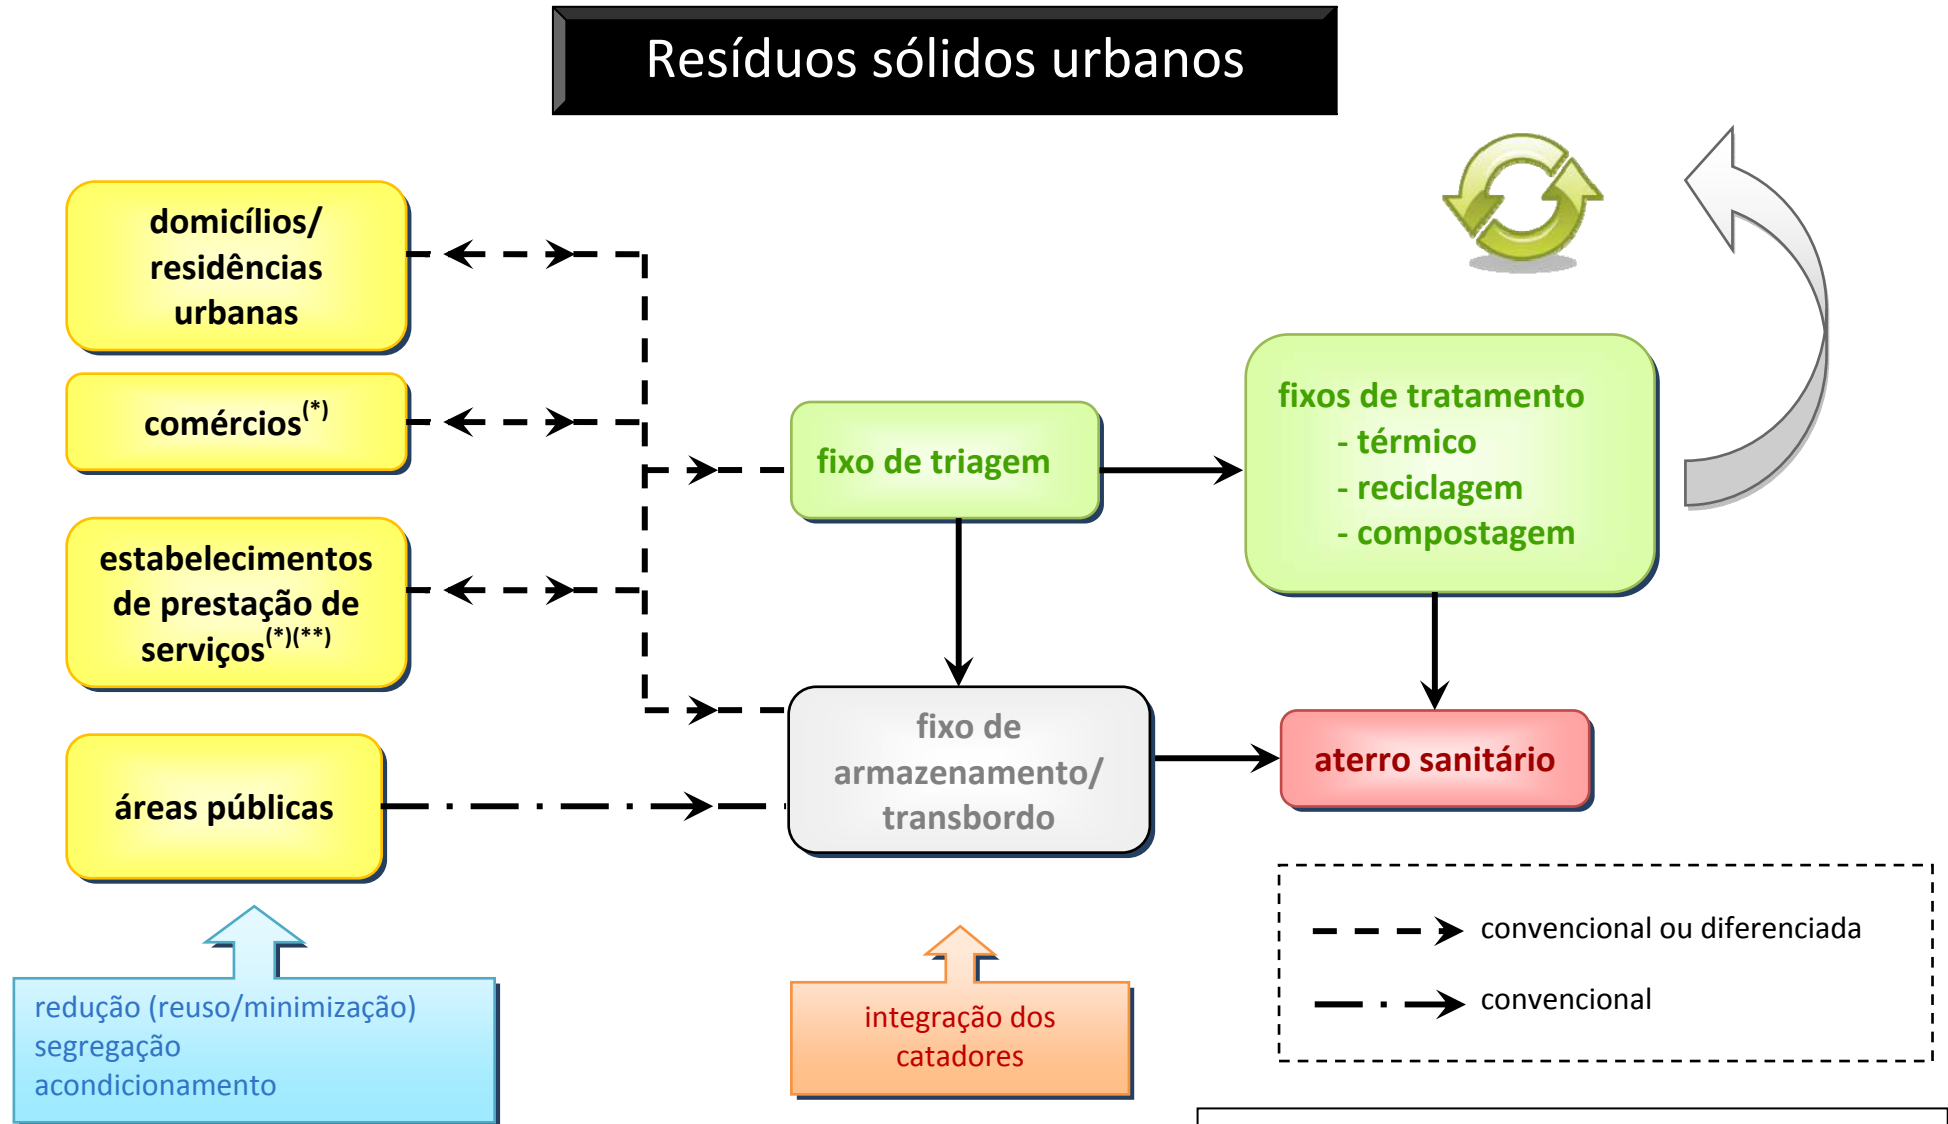 Resíduos sólidos urbanos
domicílios/
residências
urbanas
comércios(*)
estabelecimentos
de prestação de
serviços(*)(**)
áreas públicas
fixo de triagem
fixos de tratamento
- térmico
- reciclagem
- compostagem
fixo de
armazenamento/
transbordo
aterro sanitário
redução (reuso/minimização)
segregação
acondicionamento
integração dos
catadores
convencional ou diferenciada
convencional